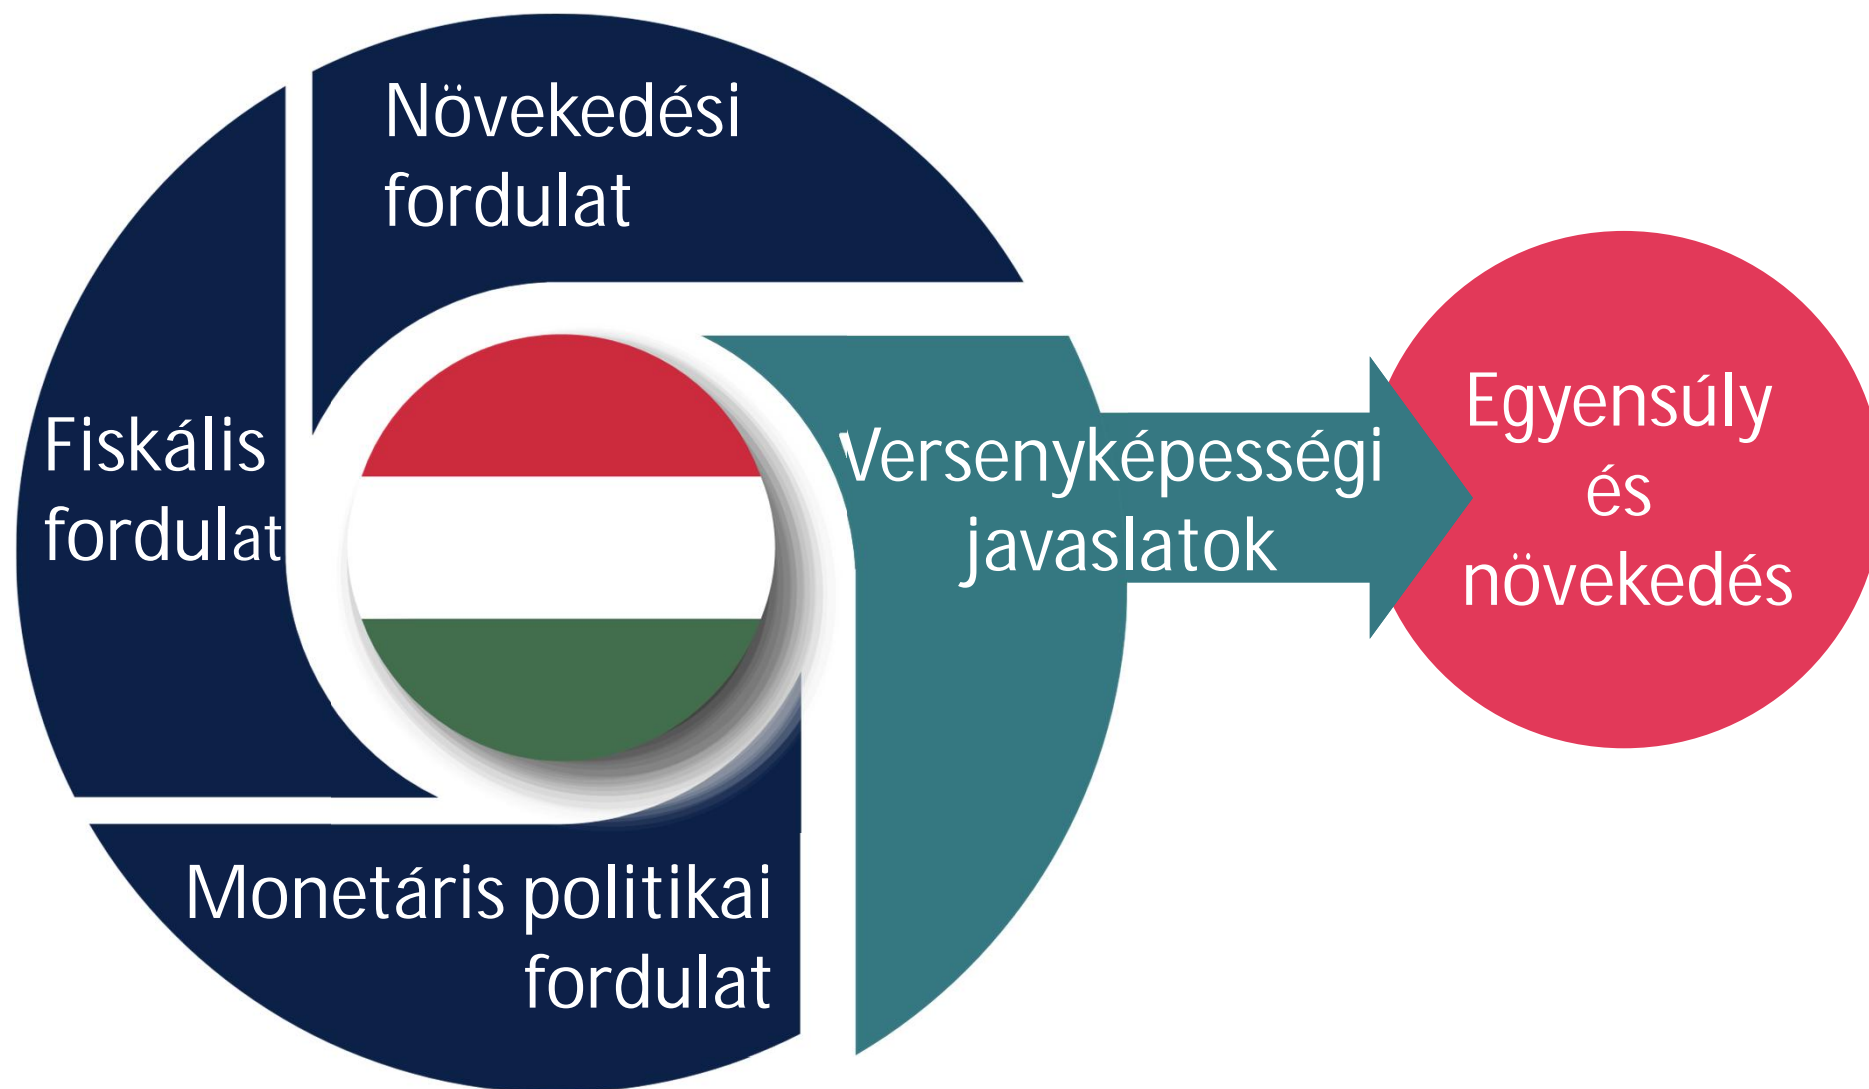 Növekedési
fordulat
Fiskális
fordulat
Versenyképességi
javaslatok
Egyensúly
és
növekedés
Monetáris politikai
fordulat